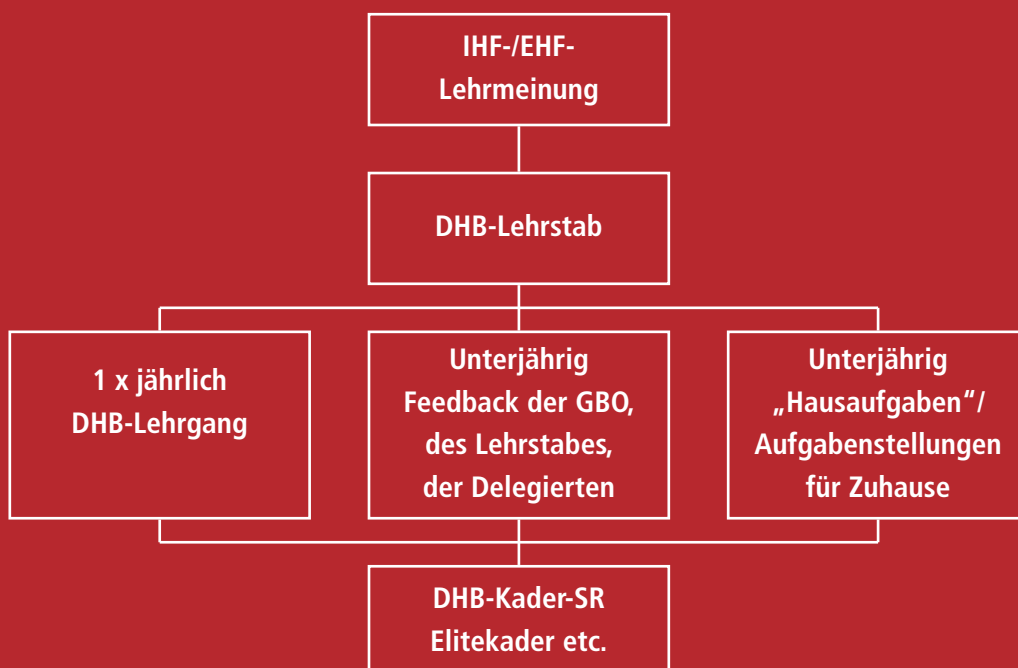 IHF-/EHF-
Lehrmeinung
DHB-Lehrstab
1 x jährlich
DHB-Lehrgang
Unterjährig
Feedback der GBO,
des Lehrstabes,
der Delegierten
Unterjährig
„Hausaufgaben“/
Aufgabenstellungen
für Zuhause
DHB-Kader-SR
Elitekader etc.